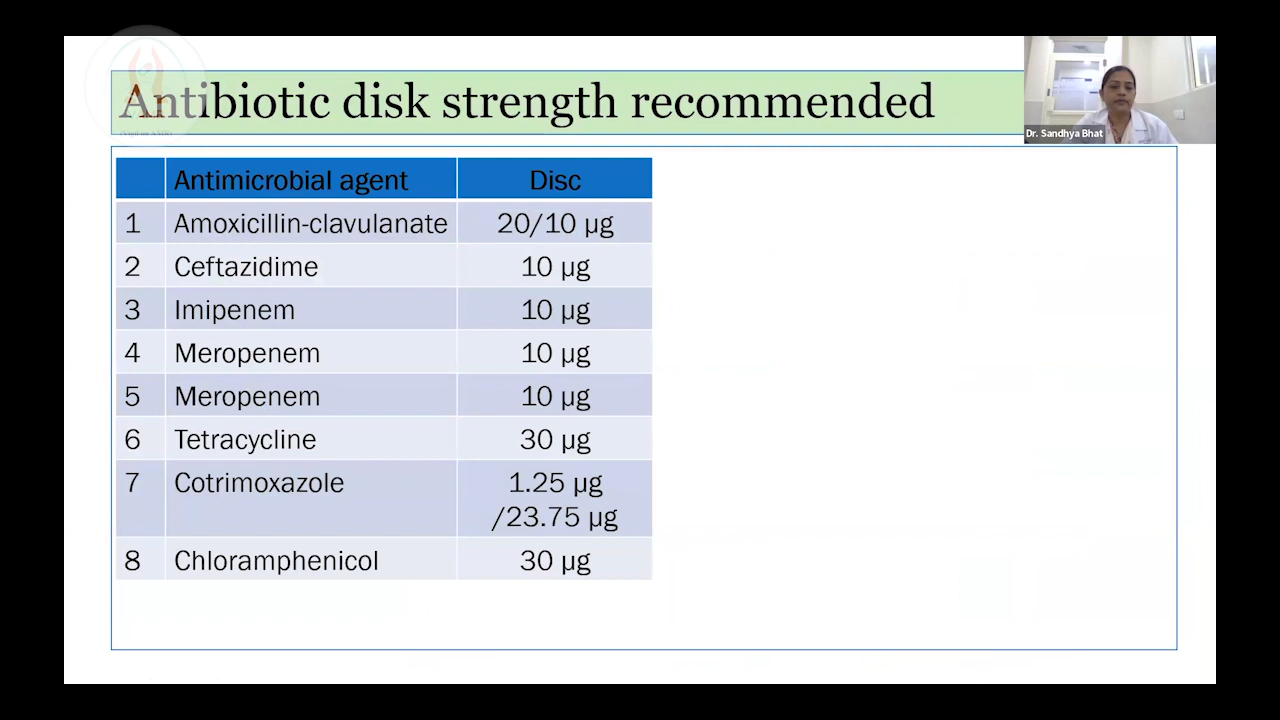 Antibiotic disk strength recommended
Dr. Sandhya Bhat
Antimicrobial agent Disc
1 Amoxicillin-clavulanate 20/10 µg
2 Ceftazidime 10 µg
3 Imipenem 10 µg
4 Meropenem 10 µg
5 Meropenem 10 µg
6 Tetracycline 30 µg
7 Cotrimoxazole 1.25 µg
/23.75 µg
8 Chloramphenicol 30 µg